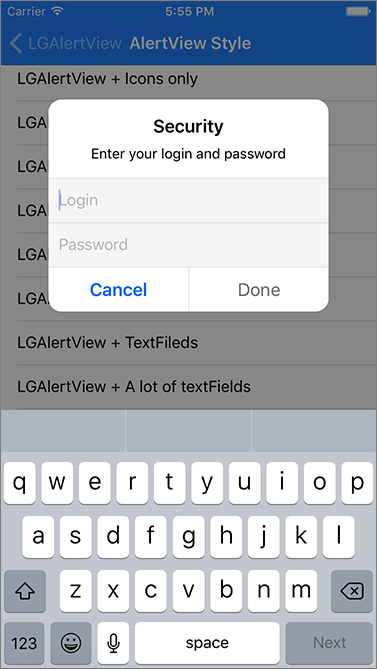 Carrier 5:55 PM
LGAlertView AlertView Style
LGAlertView + Icons only
LGA
Security
Enter your login and password
LGA
LGA
Login
LGA
Password
LGA
Cancel Done
LGAlertView + TextFileds
LGAlertView + A lot of textFields
q w e r t y u i o p
a s d f g h j k l
z x c v b n m
123 space Next